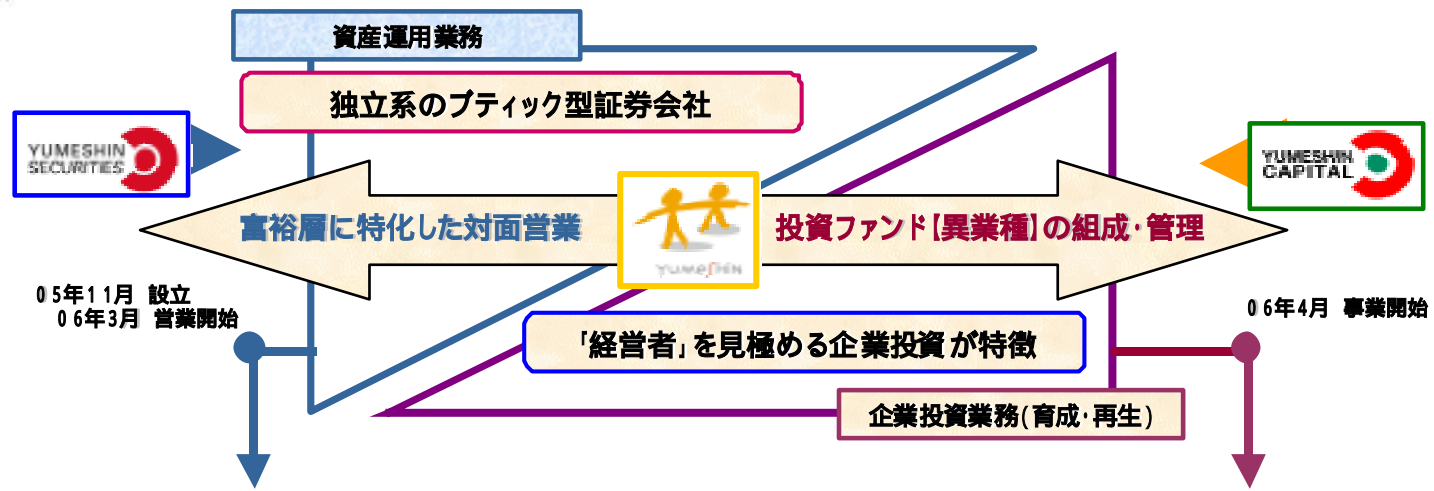 資産運用業務
独立系のブティック型証券会社
YUMESHIN
SECURITIES
YUMESHIN
CAPITAL
富裕層に特化した対面営業
YUMESHIN
投資ファンド【異業種】の組成・管理
05年11月 設立
06年3月 営業開始
06年4月 事業開始
「経営者」を見極める企業投資が特徴
企業投資業務(育成・再生)